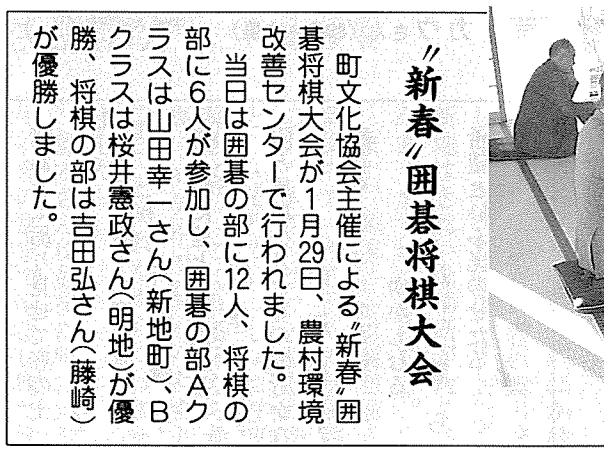 〝新春〟囲碁将棋大会
町文化協会主催による〝新春〟囲
碁将棋大会が1月29日、農村環境
改善センターで行われました。
当日は囲碁の部に12人、将棋の
部に6人が参加し、囲碁の部Aク
ラスは山田幸一さん(新地町)、B
クラスは桜井憲政さん(明地)が優
勝、将棋の部は吉田弘さん(藤崎)
が優勝しました。